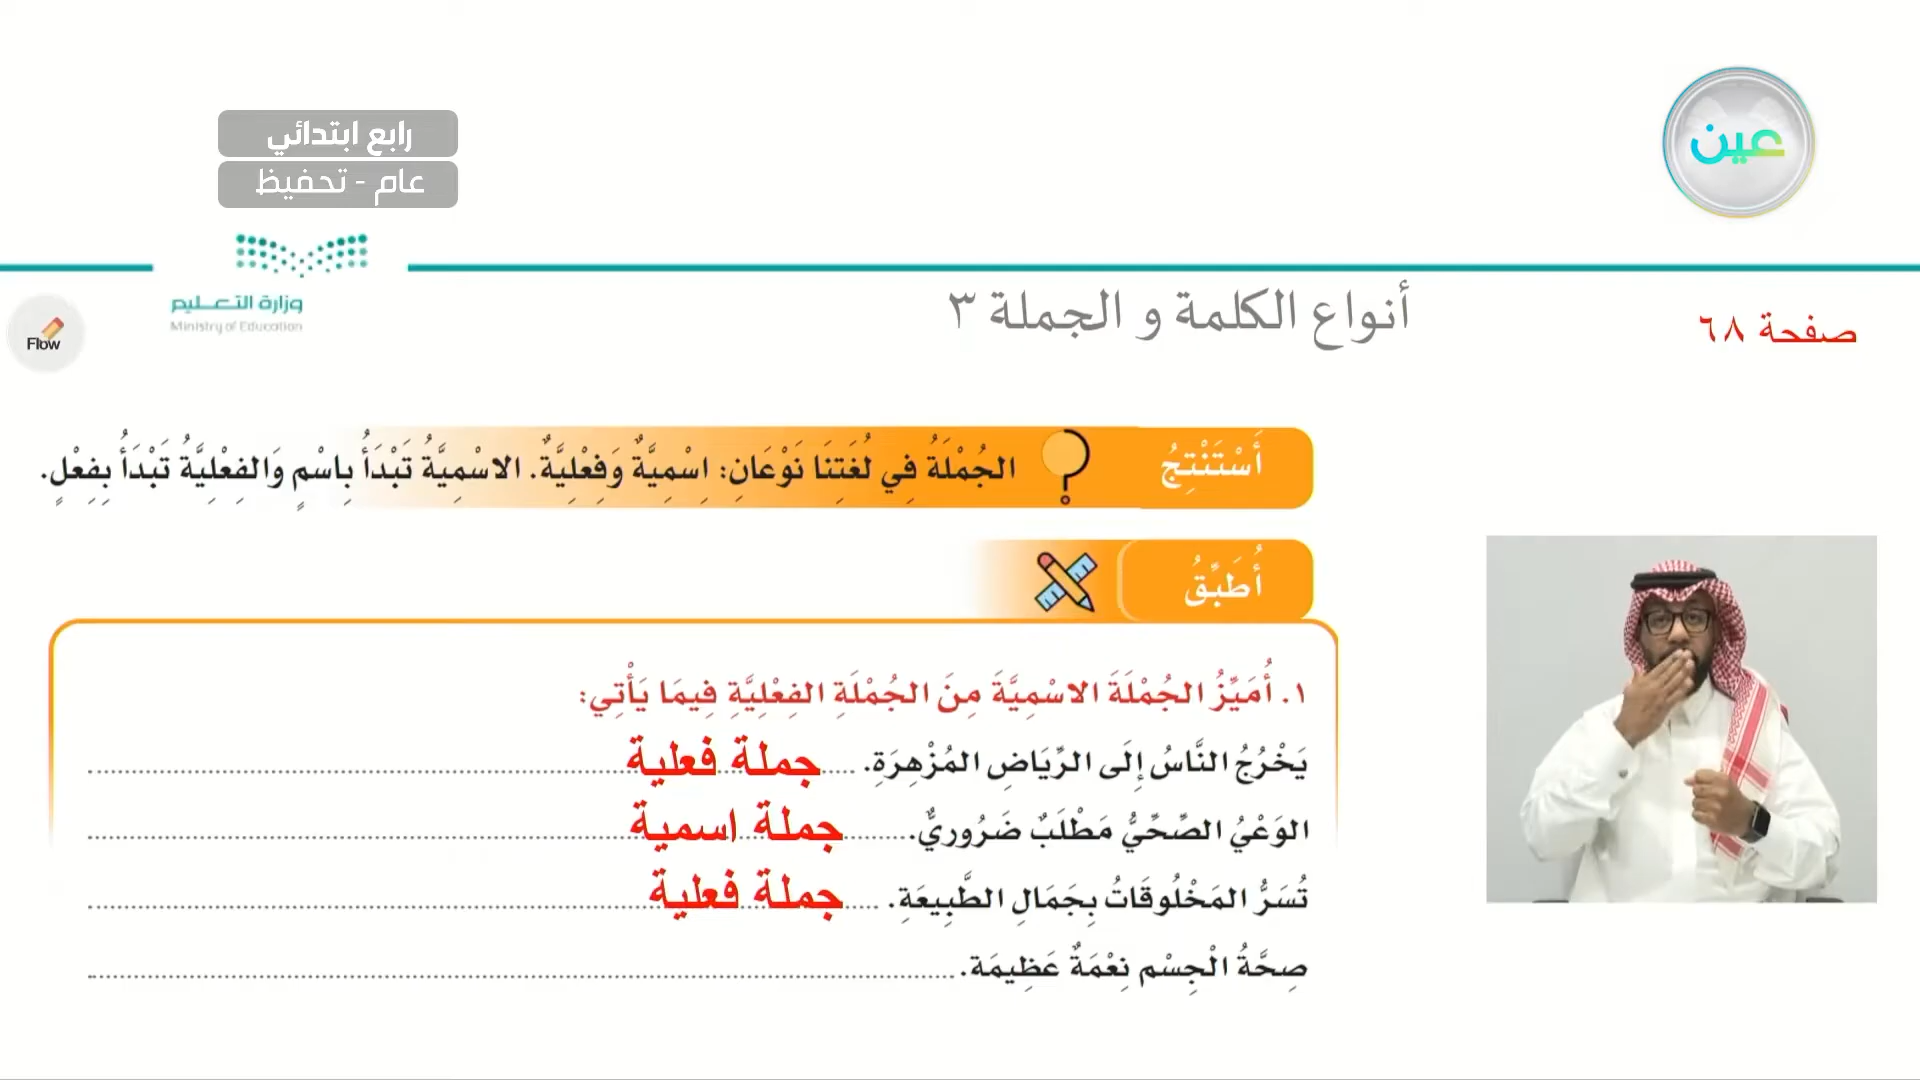 رابع ابتدائي
عام - تحفيظ
عين
وزارة التعليم
Ministry of Education
Flow
أنواع الكلمة و الجملة ٣
صفحة ٦٨
أَسْتَنْتِجُ
الجُمْلَةُ فِي لُغَتِنَا نَوْعَانِ: اِسْمِيَّةٌ وَفِعْلِيَّةٌ. الاسْمِيَّةُ تَبْدَأُ بِاسْمٍ وَالفِعْلِيَّةُ تَبْدَأُ بِفِعْلٍ.
أُطَبِّقُ
١. أُمَيِّزُ الجُمْلَةَ الاسْمِيَّةَ مِنَ الجُمْلَةِ الفِعْلِيَّةِ فِيمَا يَأْتِي:
يَخْرُجُ النَّاسُ إِلَى الرِّيَاضِ المُزْهِرَةِ. جملة فعلية
الوَعْيُ الصِّحِّيُّ مَطْلَبٌ ضَرُورِيٌّ. جملة اسمية
تُسَرُّ المَخْلُوقَاتُ بِجَمَالِ الطَّبِيعَةِ. جملة فعلية
صِحَّةُ الْجِسْمِ نِعْمَةٌ عَظِيمَة.